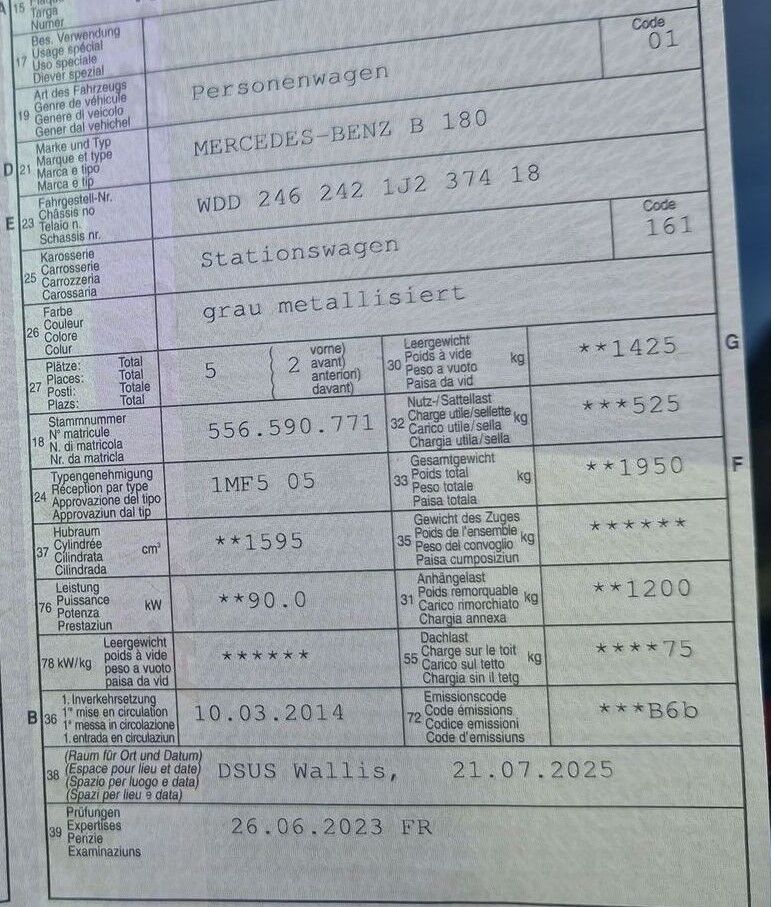 15 Plaque
Targa
Numer
17 Bes. Verwendung
Usage spécial
Uso speciale
Diever spezial
Code
01
19 Art des Fahrzeugs
Genre de véhicule
Genere di veicolo
Gener dal vehichel
Personenwagen
D 21 Marke und Typ
Marque et type
Marca e tipo
Marca e tip
MERCEDES-BENZ B 180
E 23 Fahrgestell-Nr.
Châssis no
Telaio n.
Schassis nr.
WDD 246 242 1J2 374 18
25 Karosserie
Carrosserie
Carrozzeria
Carossaria
Stationswagen
Code
161
26 Farbe
Couleur
Colore
Colur
grau metallisiert
27 Plätze: Total
Places: Total
Posti: Totale
Plazs: Total
5 ( 2 vorne)
avant)
anteriori)
davant)
30 Leergewicht
Poids à vide kg
Peso a vuoto
Paisa da vid
**1425 G
18 Stammnummer
N° matricule
N. di matricola
Nr. da matricla
556.590.771
32 Nutz-/Sattellast
Charge utile/sellette kg
Carico utile/sella
Chargia utila/sella
***525
24 Typengenehmigung
Réception par type
Approvazione del tipo
Approvaziun dal tip
1MF5 05
33 Gesamtgewicht
Poids total kg
Peso totale
Paisa totala
**1950 F
37 Hubraum
Cylindrée cm³
Cilindrata
Cilindrada
**1595
35 Gewicht des Zuges
Poids de l'ensemble kg
Peso del convoglio
Paisa cumposiziun
******
76 Leistung
Puissance kW
Potenza
Prestaziun
**90.0
31 Anhängelast
Poids remorquable kg
Carico rimorchiato
Chargia annexa
**1200
78 kW/kg Leergewicht
poids à vide
peso a vuoto
paisa da vid
******
55 Dachlast
Charge sur le toit kg
Carico sul tetto
Chargia sin il tetg
****75
B 36 1. Inverkehrsetzung
1re mise en circulation
1a messa in circolazione
1. entrada en circulaziun
10.03.2014
72 Emissionscode
Code émissions
Codice emissioni
Code d'emissiuns
***B6b
38 (Raum für Ort und Datum)
(Espace pour lieu et date)
(Spazio per luogo e data)
(Spazi per lieu e data)
DSUS Wallis, 21.07.2025
39 Prüfungen
Expertises
Perizie
Examinaziuns
26.06.2023 FR